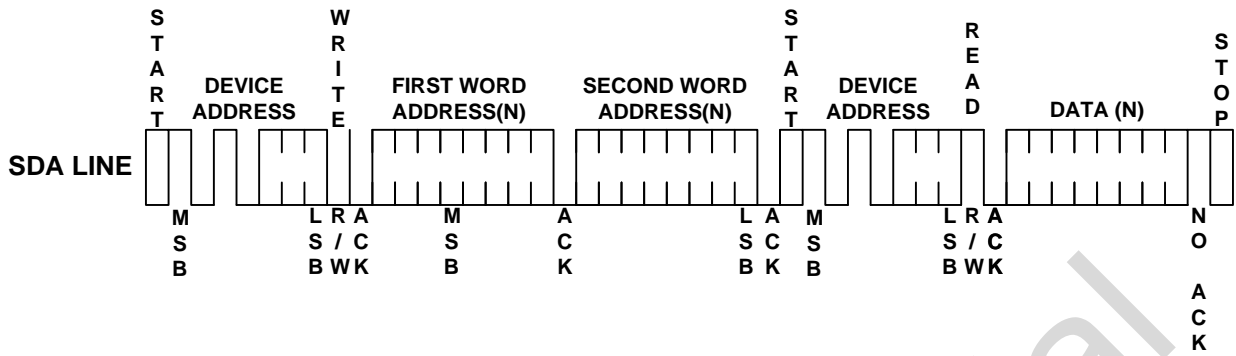 START
WRITE
START
READ
STOP
DEVICE
ADDRESS
FIRST WORD
ADDRESS(N)
SECOND WORD
ADDRESS(N)
DEVICE
ADDRESS
DATA (N)
SDA LINE
MSB
LSB
R/W
ACK
MSB
ACK
LSB
ACK
MSB
LSB
R/W
ACK
NO ACK